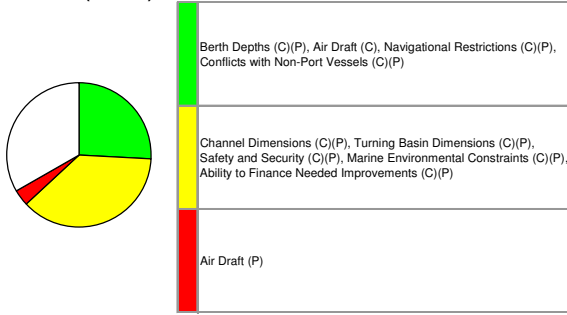 Berth Depths (C)(P), Air Draft (C), Navigational Restrictions (C)(P),
Conflicts with Non-Port Vessels (C)(P)
Channel Dimensions (C)(P), Turning Basin Dimensions (C)(P),
Safety and Security (C)(P), Marine Environmental Constraints (C)(P),
Ability to Finance Needed Improvements (C)(P)
Air Draft (P)